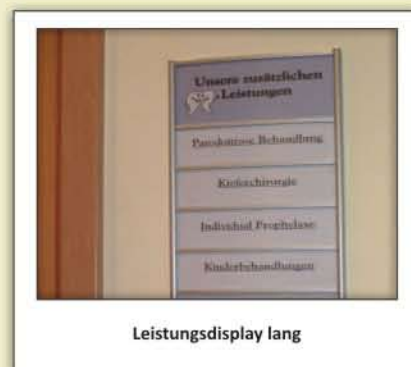 Unsere zusätzlichen
Leistungen
Parodontose Behandlung
Kieferchirurgie
Individual Prophylaxe
Kinderbehandlungen
Leistungsdisplay lang